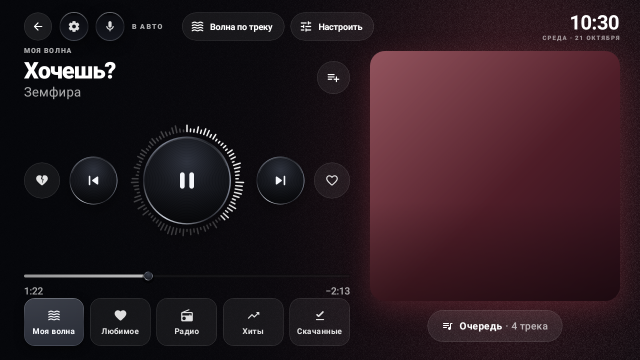 В АВТО
Волна по треку
Настроить
10:30
СРЕДА · 21 ОКТЯБРЯ
МОЯ ВОЛНА
Хочешь?
Земфира
1:22
−2:13
Моя волна
Любимое
Радио
Хиты
Скачанные
Очередь · 4 трека